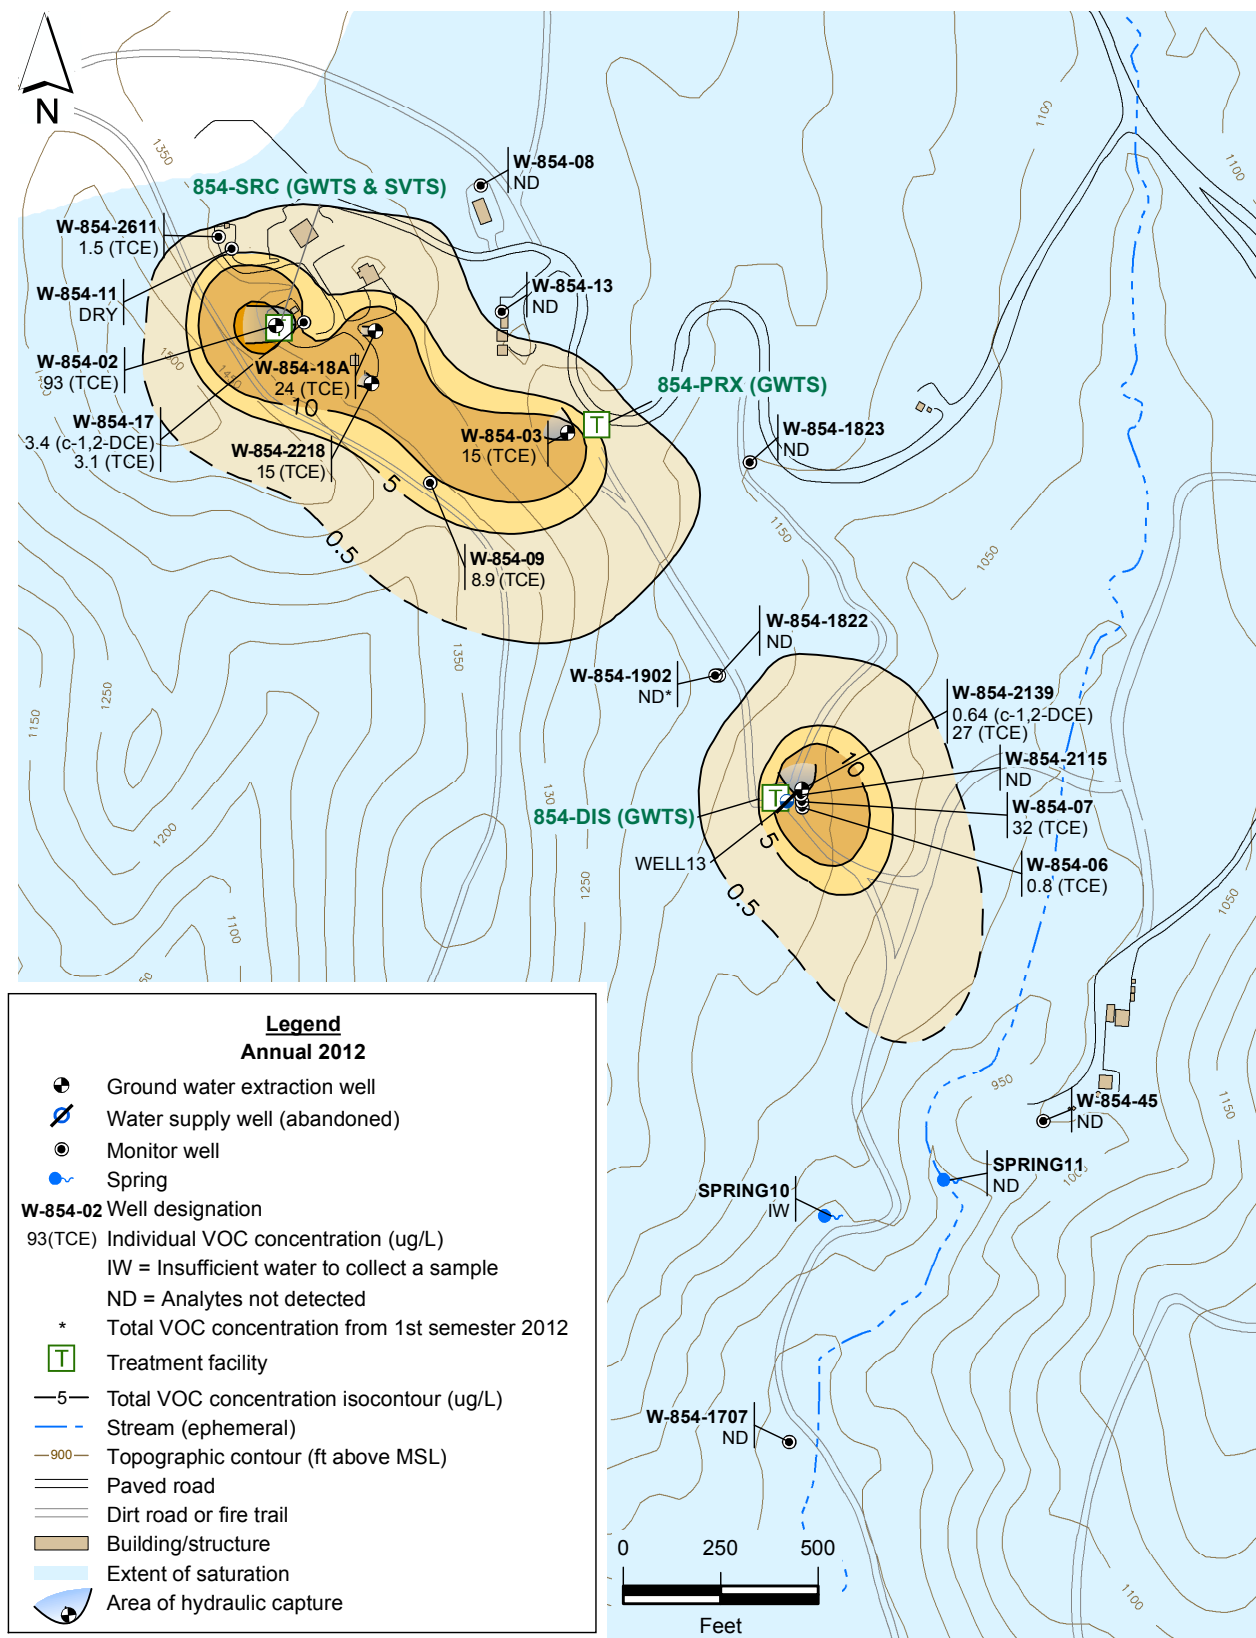 N
1350
1100
1100
W-854-08
ND
854-SRC (GWTS & SVTS)
W-854-2611
1.5 (TCE)
W-854-11
DRY
W-854-13
ND
T
1500
1450
W-854-02
93 (TCE)
W-854-18A
24 (TCE)
10
854-PRX (GWTS)
T
W-854-17
3.4 (c-1,2-DCE)
3.1 (TCE)
W-854-2218
15 (TCE)
W-854-03
15 (TCE)
W-854-1823
ND
5
0.5
1150
1050
W-854-09
8.9 (TCE)
W-854-1822
ND
1350
W-854-1902
ND*
1250
1150
W-854-2139
0.64 (c-1,2-DCE)
27 (TCE)
10
W-854-2115
ND
130
T
854-DIS (GWTS)
W-854-07
32 (TCE)
1200
5
WELL13
W-854-06
0.8 (TCE)
1250
0.5
1050
1100
50
Legend
Annual 2012
Ground water extraction well
Water supply well (abandoned)
Monitor well
Spring
W-854-02 Well designation
93(TCE) Individual VOC concentration (ug/L)
IW = Insufficient water to collect a sample
ND = Analytes not detected
* Total VOC concentration from 1st semester 2012
T Treatment facility
5 Total VOC concentration isocontour (ug/L)
Stream (ephemeral)
900 Topographic contour (ft above MSL)
Paved road
Dirt road or fire trail
Building/structure
Extent of saturation
Area of hydraulic capture
950
W-854-45
ND
1150
SPRING11
ND
SPRING10
IW
W-854-1707
ND
1100
0 250 500
Feet